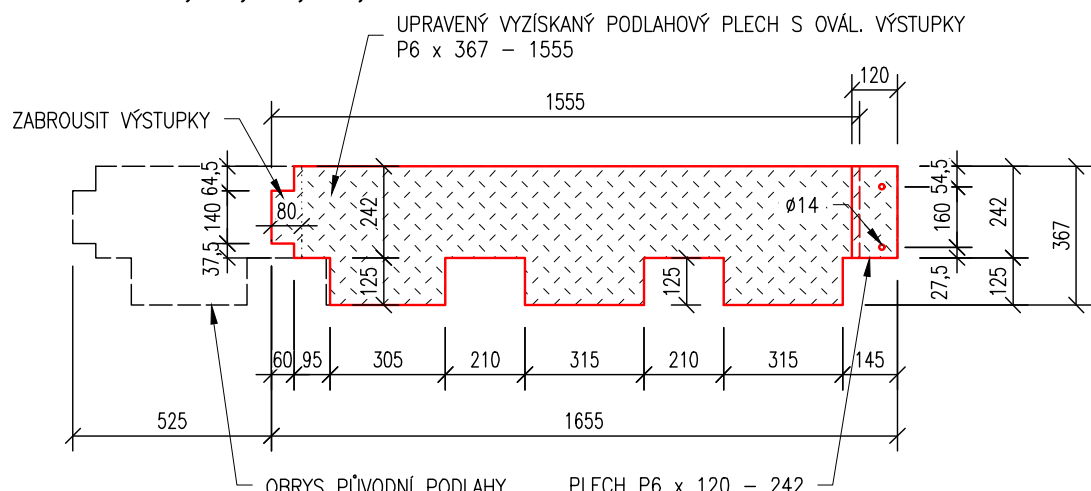 UPRAVENÝ VYZÍSKANÝ PODLAHOVÝ PLECH S OVÁL. VÝSTUPKY
P6 x 367 - 1555
120
1555
ZABROUSIT VÝSTUPKY
64,5
140
37,5
80
242
125
125
ø14
54,5
160
27,5
242
125
367
60 95 305 210 315 210 315 145
525 1655
OBRYS PŮVODNÍ PODLAHY PLECH P6 x 120 - 242